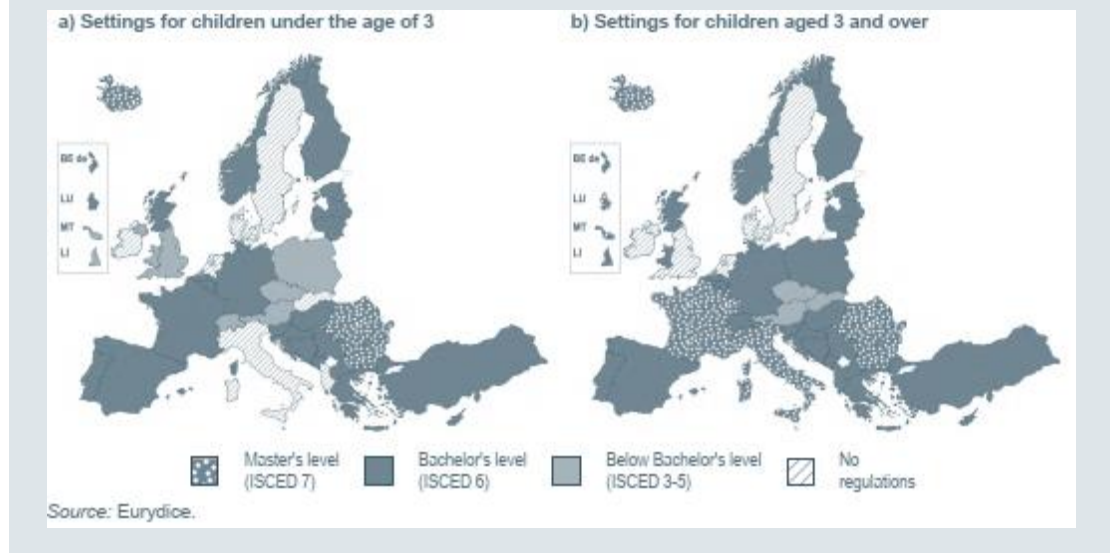 a) Settings for children under the age of 3
b) Settings for children aged 3 and over
BE de
LU
MT
LI
BE de
LU
MT
LI
Master's level
(ISCED 7)
Bachelor's level
(ISCED 6)
Below Bachelor's level
(ISCED 3-5)
No
regulations
Source: Eurydice.